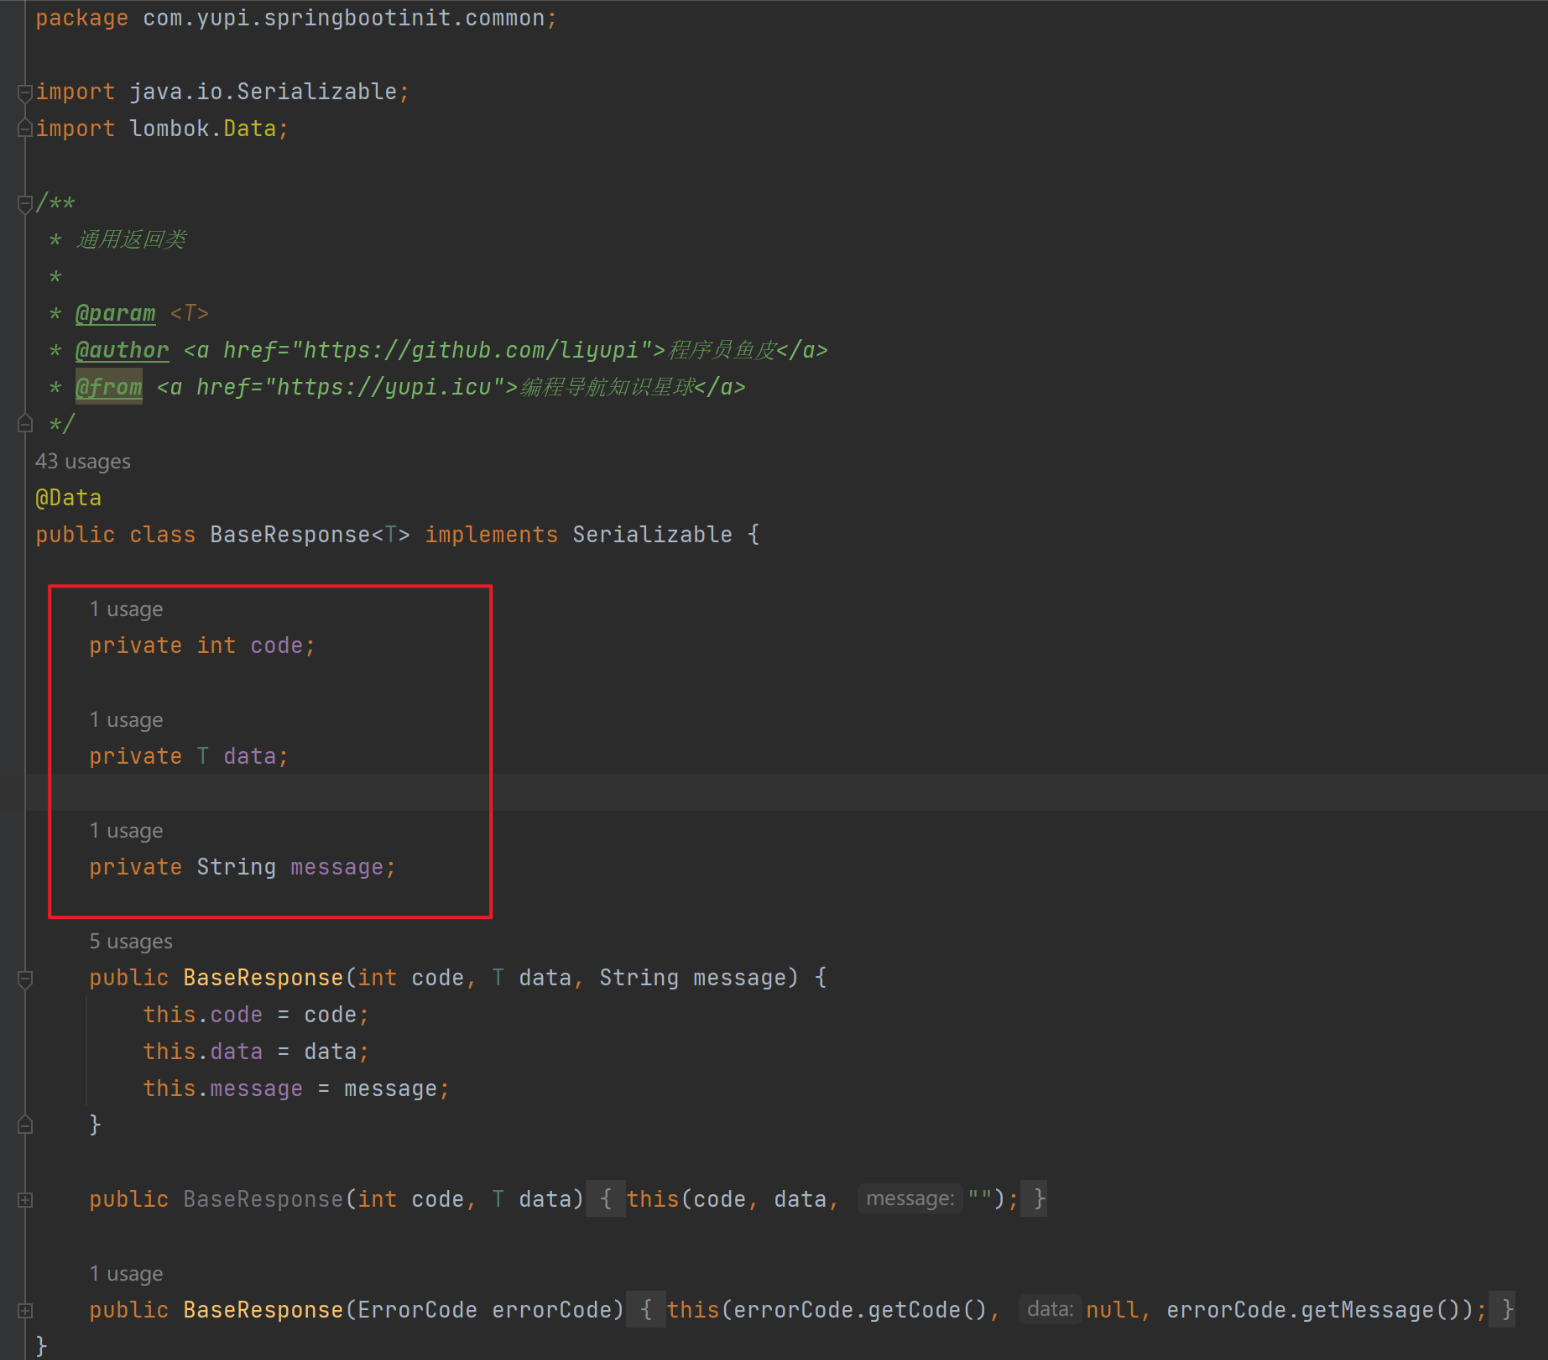 package com.yupi.springbootinit.common;
import java.io.Serializable;
import lombok.Data;
/**
 * 通用返回类
 *
 * @param <T>
 * @author <a href="https://github.com/liyupi">程序员鱼皮</a>
 * @from <a href="https://yupi.icu">编程导航知识星球</a>
 */
43 usages
@Data
public class BaseResponse<T> implements Serializable {
1 usage
private int code;
1 usage
private T data;
1 usage
private String message;
5 usages
public BaseResponse(int code, T data, String message) {
this.code = code;
this.data = data;
this.message = message;
}
public BaseResponse(int code, T data) { this(code, data, message: ""); }
1 usage
public BaseResponse(ErrorCode errorCode) { this(errorCode.getCode(), data: null, errorCode.getMessage()); }
}